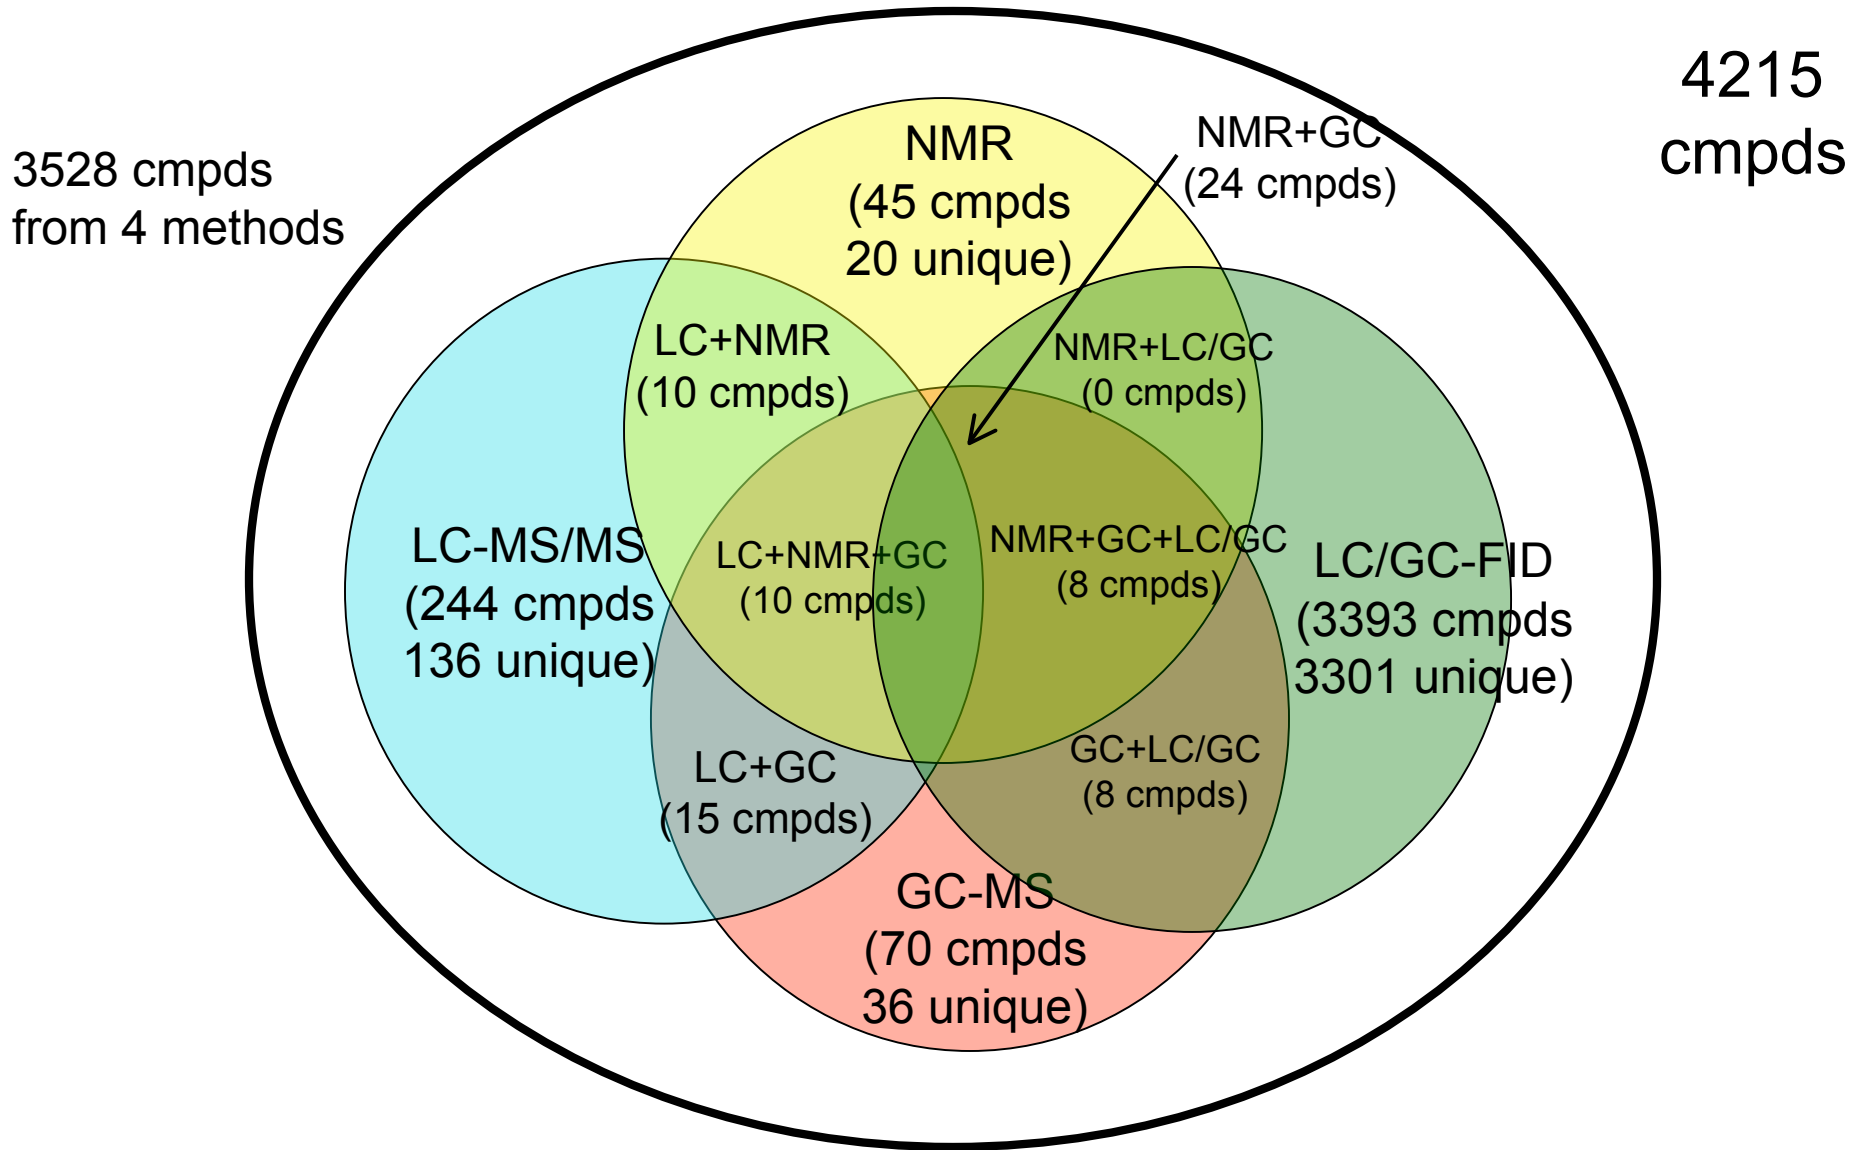 4215
cmpds
3528 cmpds
from 4 methods
NMR
(45 cmpds
20 unique)
NMR+GC
(24 cmpds)
LC+NMR
(10 cmpds)
NMR+LC/GC
(0 cmpds)
LC-MS/MS
(244 cmpds
136 unique)
LC+NMR+GC
(10 cmpds)
NMR+GC+LC/GC
(8 cmpds)
LC/GC-FID
(3393 cmpds
3301 unique)
LC+GC
(15 cmpds)
GC+LC/GC
(8 cmpds)
GC-MS
(70 cmpds
36 unique)